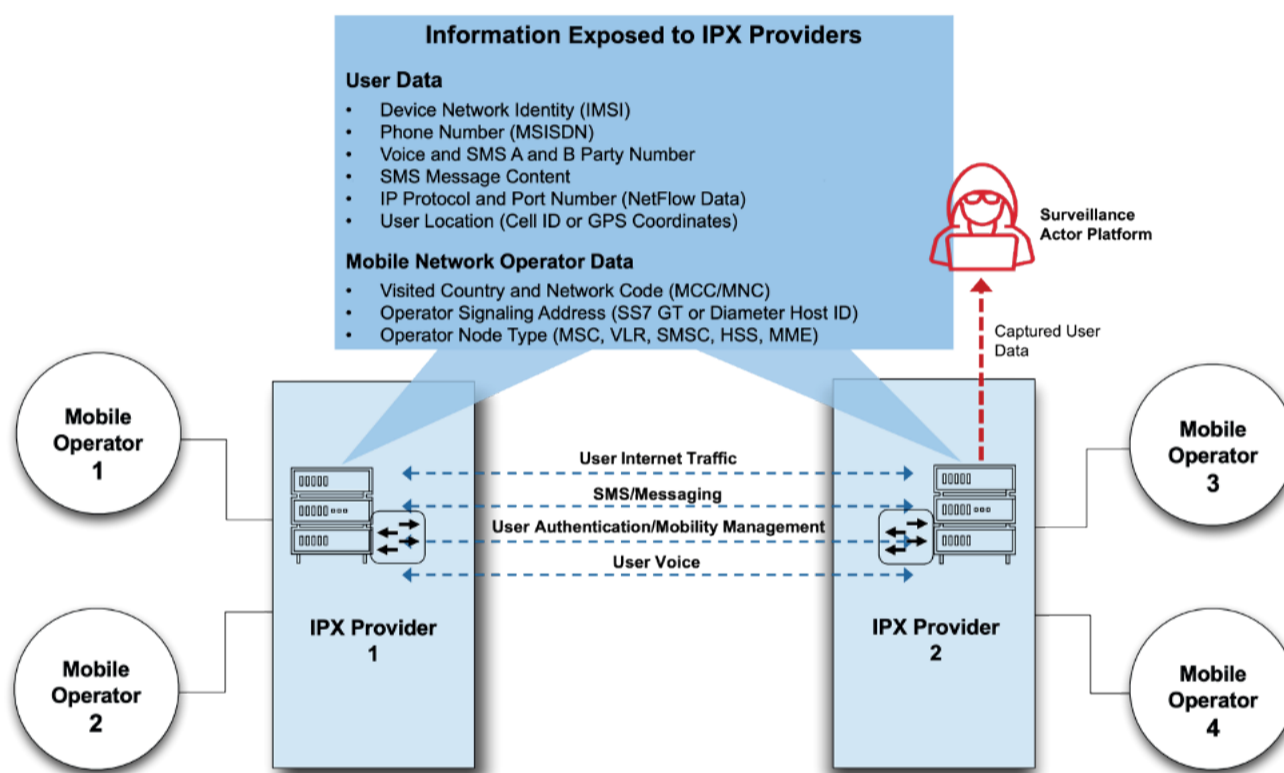 Information Exposed to IPX Providers
User Data
• Device Network Identity (IMSI)
• Phone Number (MSISDN)
• Voice and SMS A and B Party Number
• SMS Message Content
• IP Protocol and Port Number (NetFlow Data)
• User Location (Cell ID or GPS Coordinates)
Mobile Network Operator Data
• Visited Country and Network Code (MCC/MNC)
• Operator Signaling Address (SS7 GT or Diameter Host ID)
• Operator Node Type (MSC, VLR, SMSC, HSS, MME)
Surveillance
Actor Platform
Captured User
Data
Mobile
Operator
1
Mobile
Operator
2
User Internet Traffic
SMS/Messaging
User Authentication/Mobility Management
User Voice
IPX Provider
1
IPX Provider
2
Mobile
Operator
3
Mobile
Operator
4